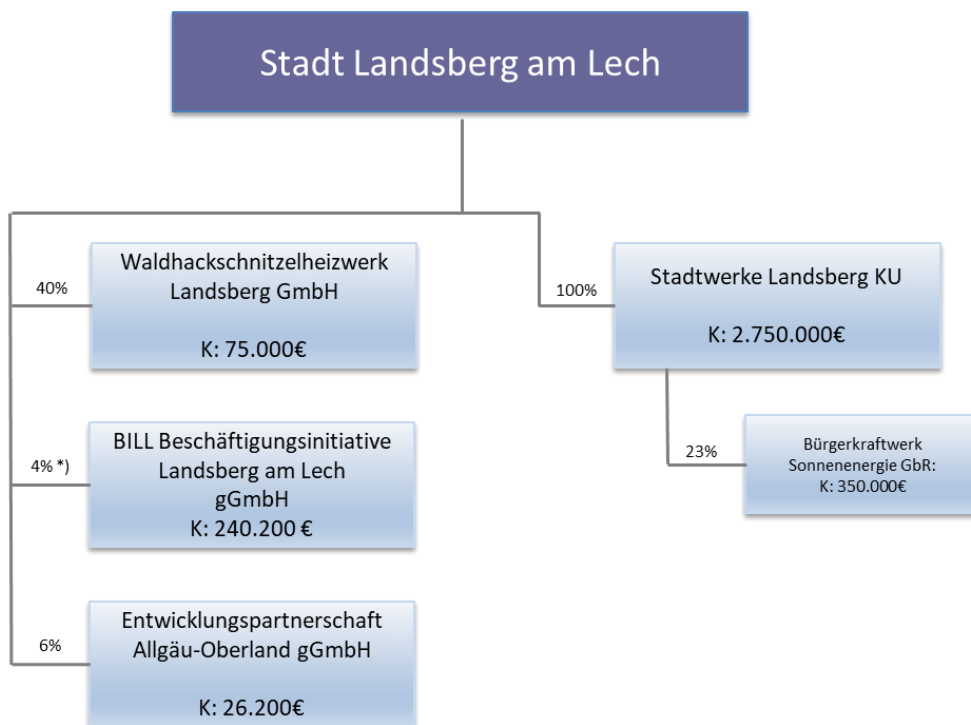 Stadt Landsberg am Lech
40%
Waldhackschnitzelheizwerk
Landsberg GmbH
K: 75.000€
4% *)
BILL Beschäftigungsinitiative
Landsberg am Lech
gGmbH
K: 240.200 €
6%
Entwicklungspartnerschaft
Allgäu-Oberland gGmbH
K: 26.200€
100%
Stadtwerke Landsberg KU
K: 2.750.000€
23%
Bürgerkraftwerk
Sonnenenergie GbR:
K: 350.000€